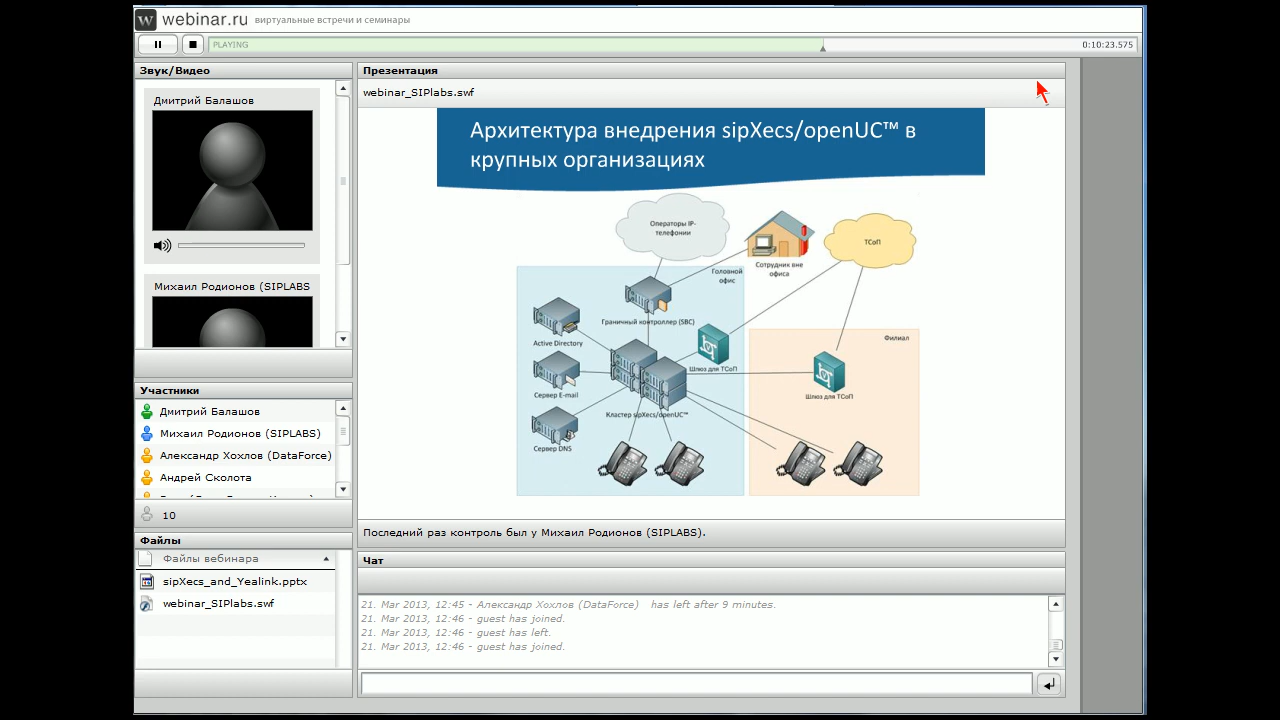 w webinar.ru виртуальные встречи и семинары
PLAYING
0:10:23.575
Звук/Видео
Дмитрий Балашов
Михаил Родионов (SIPLABS
Участники
Дмитрий Балашов
Михаил Родионов (SIPLABS)
Александр Хохлов (DataForce)
Андрей Сколота
10
Файлы
Файлы вебинара
sipXecs_and_Yealink.pptx
webinar_SIPlabs.swf
Презентация
webinar_SIPlabs.swf
Архитектура внедрения sipXecs/openUC™ в
крупных организациях
Операторы IP-
телефонии
Сотрудник вне
офиса
ТСоП
Головной
офис
Граничный контроллер (SBC)
Active Directory
Шлюз для ТСоП
Сервер E-mail
Кластер sipXecs/openUC™
Сервер DNS
Филиал
Шлюз для ТСоП
Последний раз контроль был у Михаил Родионов (SIPLABS).
Чат
21. Mar 2013, 12:45 - Александр Хохлов (DataForce) has left after 9 minutes.
21. Mar 2013, 12:46 - guest has joined.
21. Mar 2013, 12:46 - guest has left.
21. Mar 2013, 12:46 - guest has joined.